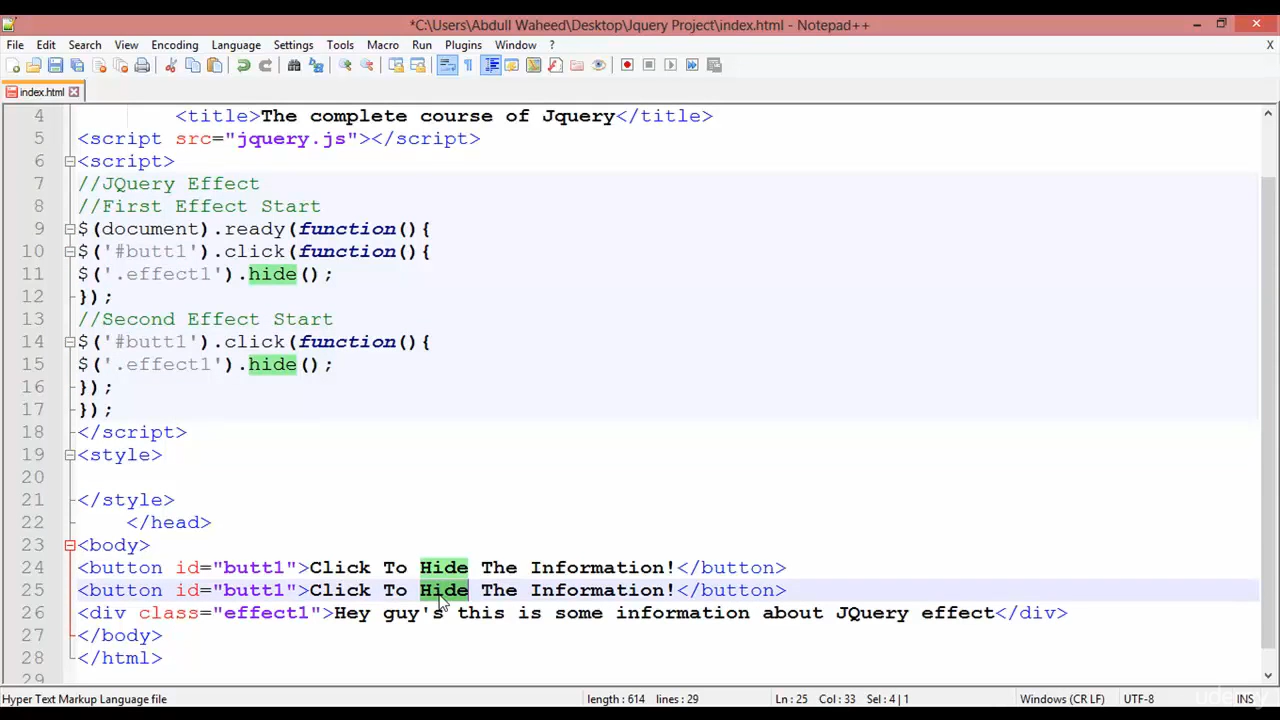 *C:\Users\Abdull Waheed\Desktop\Jquery Project\index.html - Notepad++
File Edit Search View Encoding Language Settings Tools Macro Run Plugins Window ? X
index.html
4 <title>The complete course of Jquery</title>
5 <script src="jquery.js"></script>
6 <script>
7 //JQuery Effect
8 //First Effect Start
9 $(document).ready(function(){
10 $('#butt1').click(function(){
11 $('.effect1').hide();
12 });
13 //Second Effect Start
14 $('#butt1').click(function(){
15 $('.effect1').hide();
16 });
17 });
18 </script>
19 <style>
20
21 </style>
22 </head>
23 <body>
24 <button id="butt1">Click To Hide The Information!</button>
25 <button id="butt1">Click To Hide The Information!</button>
26 <div class="effect1">Hey guy's this is some information about JQuery effect</div>
27 </body>
28 </html>
29
Hyper Text Markup Language file length : 614 lines : 29 Ln : 25 Col : 33 Sel : 4 | 1 Windows (CR LF) UTF-8 INS
udemy